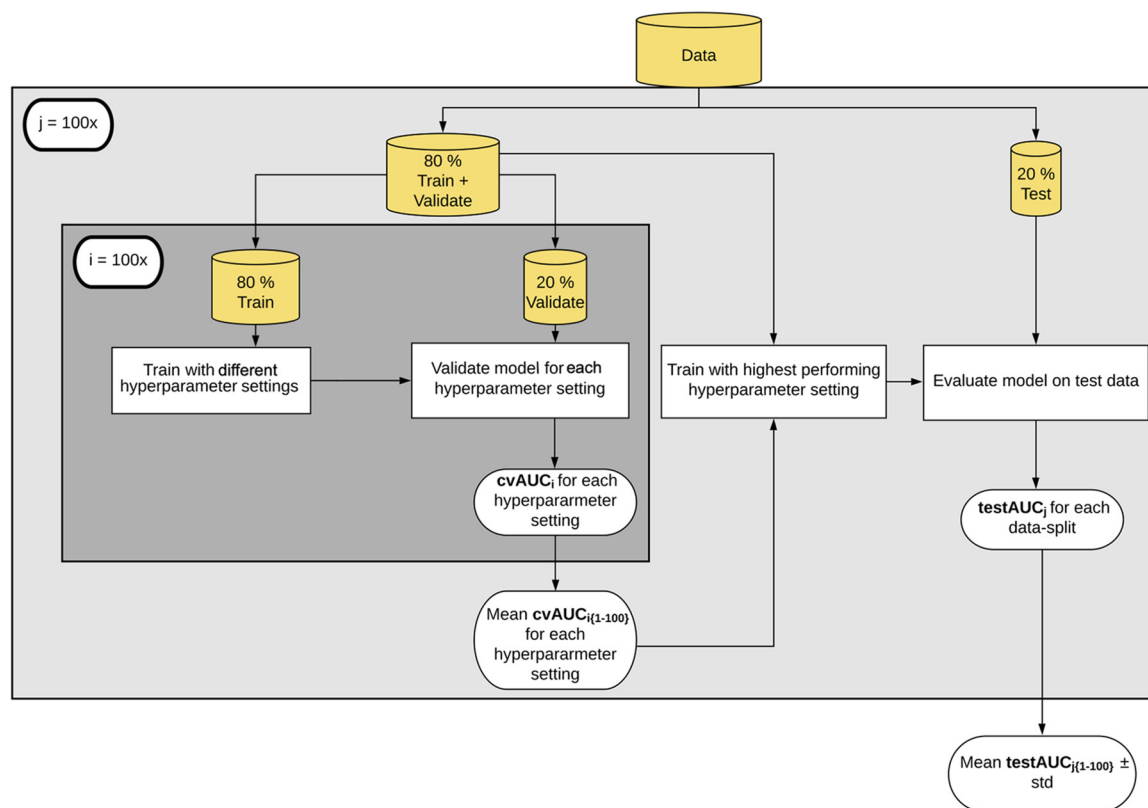 Data
j = 100x
80 %
Train +
Validate
20 %
Test
i = 100x
80 %
Train
20 %
Validate
Train with different
hyperparameter settings
Validate model for each
hyperparameter setting
Train with highest performing
hyperparameter setting
Evaluate model on test data
cvAUCi for each
hyperpararmeter
setting
testAUCj for each
data-split
Mean cvAUCi{1-100}
for each
hyperpararmeter
setting
Mean testAUCj{1-100} ±
std